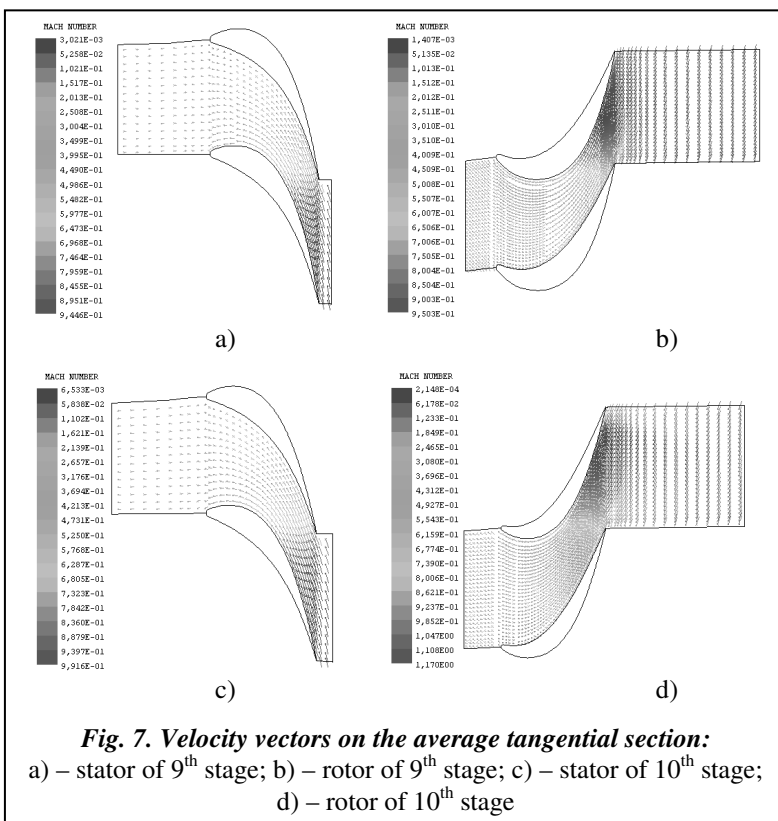 MACH NUMBER
3,021E-03
5,258E-02
1,021E-01
1,517E-01
2,013E-01
2,508E-01
3,004E-01
3,499E-01
3,995E-01
4,490E-01
4,986E-01
5,482E-01
5,977E-01
6,473E-01
6,968E-01
7,464E-01
7,959E-01
8,455E-01
8,951E-01
9,446E-01
a)
MACH NUMBER
1,407E-03
5,135E-02
1,013E-01
1,512E-01
2,012E-01
2,511E-01
3,010E-01
3,510E-01
4,009E-01
4,509E-01
5,008E-01
5,507E-01
6,007E-01
6,506E-01
7,006E-01
7,505E-01
8,004E-01
8,504E-01
9,003E-01
9,503E-01
b)
MACH NUMBER
6,533E-03
5,838E-02
1,102E-01
1,621E-01
2,139E-01
2,657E-01
3,176E-01
3,694E-01
4,213E-01
4,731E-01
5,250E-01
5,768E-01
6,287E-01
6,805E-01
7,323E-01
7,842E-01
8,360E-01
8,879E-01
9,397E-01
9,916E-01
c)
MACH NUMBER
2,148E-04
6,178E-02
1,233E-01
1,849E-01
2,465E-01
3,080E-01
3,696E-01
4,312E-01
4,927E-01
5,543E-01
6,159E-01
6,774E-01
7,390E-01
8,006E-01
8,621E-01
9,237E-01
9,852E-01
1,047E00
1,108E00
1,170E00
d)
Fig. 7. Velocity vectors on the average tangential section:
a) – stator of 9th stage; b) – rotor of 9th stage; c) – stator of 10th stage;
d) – rotor of 10th stage